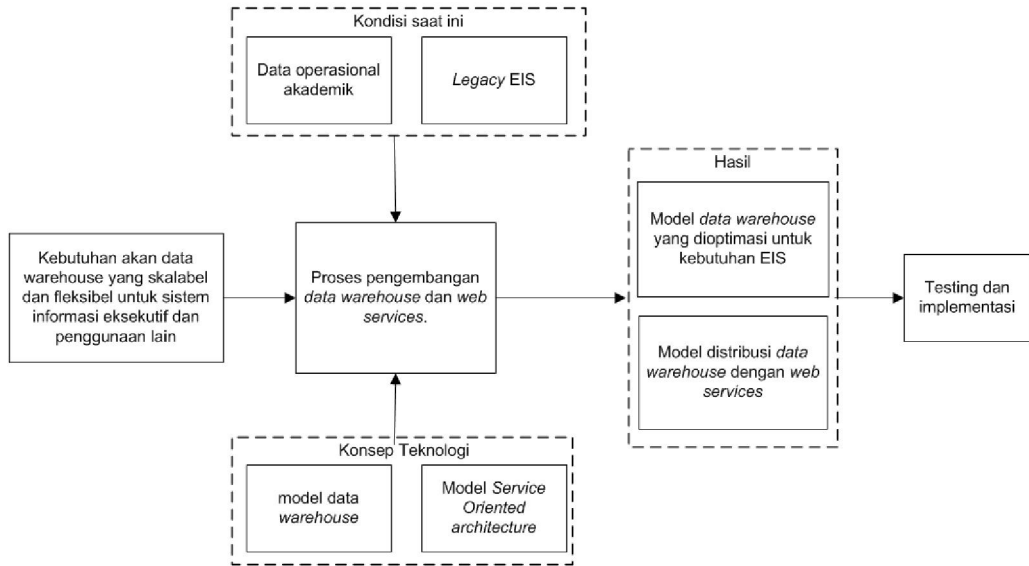 Kondisi saat ini
Data operasional
akademik
Legacy EIS
Kebutuhan akan data
warehouse yang skalabel
dan fleksibel untuk sistem
informasi eksekutif dan
penggunaan lain
Proses pengembangan
data warehouse dan web
services.
Hasil
Model data warehouse
yang dioptimasi untuk
kebutuhan EIS
Model distribusi data
warehouse dengan web
services
Testing dan
implementasi
Konsep Teknologi
model data
warehouse
Model Service
Oriented
architecture